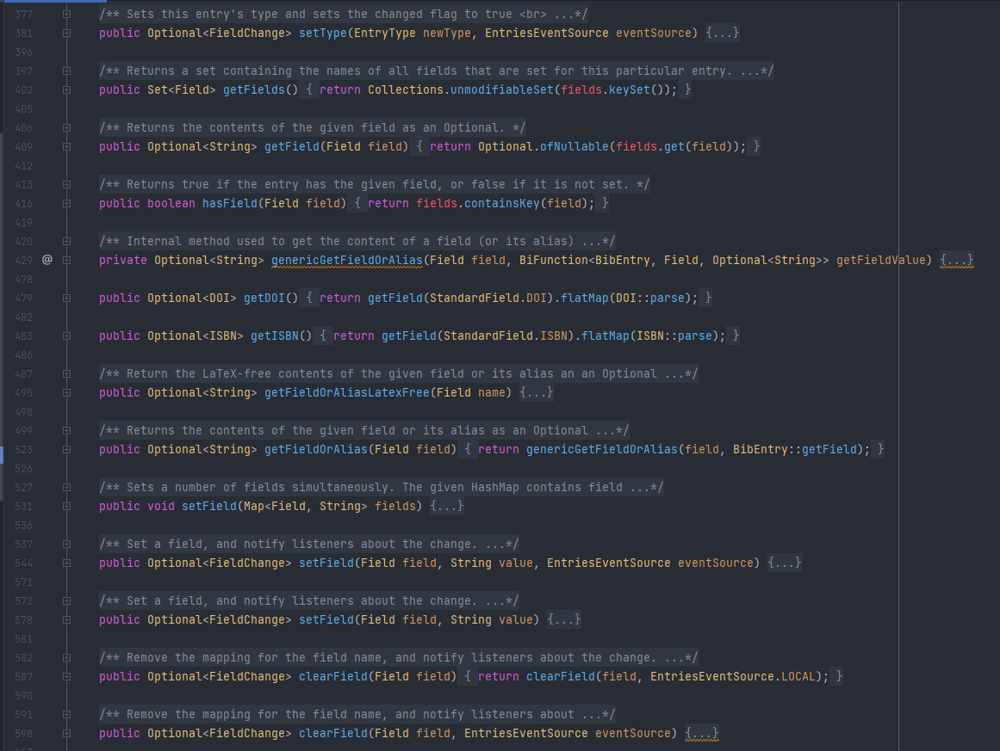 377 /** Sets this entry's type and sets the changed flag to true <br> ...*/
381 public Optional<FieldChange> setType(EntryType newType, EntriesEventSource eventSource) {...}
396
397 /** Returns a set containing the names of all fields that are set for this particular entry. ...*/
402 public Set<Field> getFields() { return Collections.unmodifiableSet(fields.keySet()); }
405
406 /** Returns the contents of the given field as an Optional. */
409 public Optional<String> getField(Field field) { return Optional.ofNullable(fields.get(field)); }
412
413 /** Returns true if the entry has the given field, or false if it is not set. */
416 public boolean hasField(Field field) { return fields.containsKey(field); }
419
420 /** Internal method used to get the content of a field (or its alias) ...*/
429 @ private Optional<String> genericGetFieldOrAlias(Field field, BiFunction<BibEntry, Field, Optional<String>> getFieldValue) {...}
478
479 public Optional<DOI> getDOI() { return getField(StandardField.DOI).flatMap(DOI::parse); }
482
483 public Optional<ISBN> getISBN() { return getField(StandardField.ISBN).flatMap(ISBN::parse); }
486
487 /** Return the LaTeX-free contents of the given field or its alias an an Optional ...*/
495 public Optional<String> getFieldOrAliasLatexFree(Field name) {...}
498
499 /** Returns the contents of the given field or its alias as an Optional ...*/
523 public Optional<String> getFieldOrAlias(Field field) { return genericGetFieldOrAlias(field, BibEntry::getField); }
526
527 /** Sets a number of fields simultaneously. The given HashMap contains field ...*/
531 public void setField(Map<Field, String> fields) {...}
536
537 /** Set a field, and notify listeners about the change. ...*/
544 public Optional<FieldChange> setField(Field field, String value, EntriesEventSource eventSource) {...}
571
572 /** Set a field, and notify listeners about the change. ...*/
578 public Optional<FieldChange> setField(Field field, String value) {...}
581
582 /** Remove the mapping for the field name, and notify listeners about the change. ...*/
587 public Optional<FieldChange> clearField(Field field) { return clearField(field, EntriesEventSource.LOCAL); }
590
591 /** Remove the mapping for the field name, and notify listeners about ...*/
598 public Optional<FieldChange> clearField(Field field, EntriesEventSource eventSource) {...}